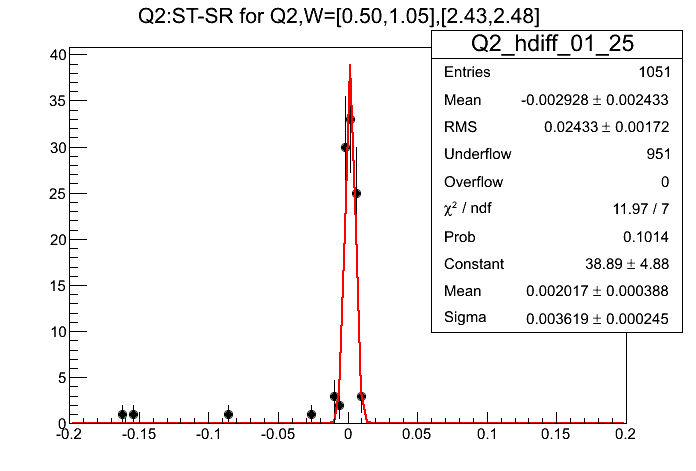 Q2:ST-SR for Q2,W=[0.50,1.05],[2.43,2.48]
Q2_hdiff_01_25
Entries 1051
Mean -0.002928 ± 0.002433
RMS 0.02433 ± 0.00172
Underflow 951
Overflow 0
χ² / ndf 11.97 / 7
Prob 0.1014
Constant 38.89 ± 4.88
Mean 0.002017 ± 0.000388
Sigma 0.003619 ± 0.000245
40
35
30
25
20
15
10
5
0
-0.2 -0.15 -0.1 -0.05 0 0.05 0.1 0.15 0.2